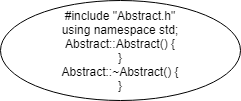 #include "Abstract.h"
using namespace std;
Abstract::Abstract() {
}
Abstract::~Abstract() {
}